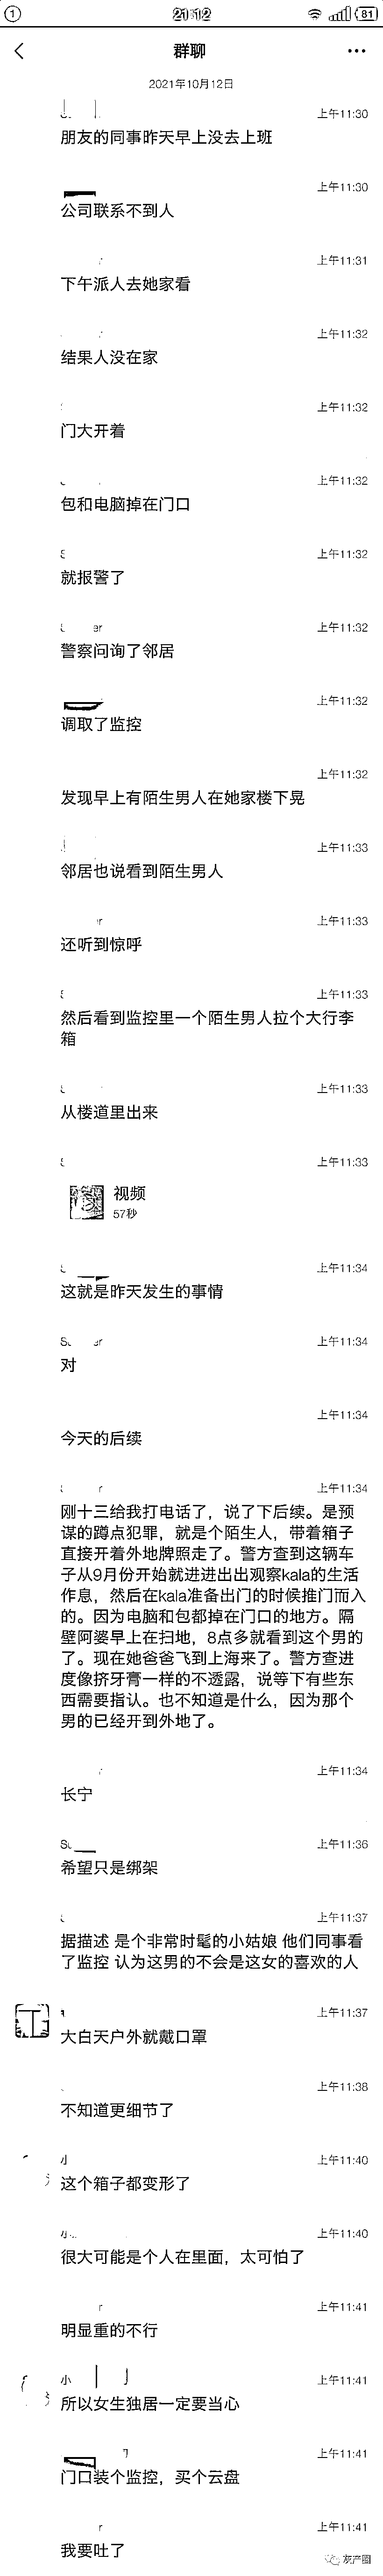 ① 21:12 81
群聊
2021年10月12日
上午11:30
朋友的同事昨天早上没去上班
上午11:30
公司联系不到人
上午11:31
下午派人去她家看
上午11:32
结果人没在家
上午11:32
门大开着
上午11:32
包和电脑掉在门口
上午11:32
就报警了
er 上午11:32
警察问询了邻居
上午11:32
调取了监控
上午11:32
发现早上有陌生男人在她家楼下晃
上午11:33
邻居也说看到陌生男人
上午11:33
还听到惊呼
上午11:33
然后看到监控里一个陌生男人拉个大行李
箱
上午11:33
从楼道里出来
上午11:33
视频
57秒
上午11:34
这就是昨天发生的事情
上午11:34
对
上午11:34
今天的后续
上午11:34
刚十三给我打电话了，说了下后续。是预
谋的蹲点犯罪，就是个陌生人，带着箱子
直接开着外地牌照走了。警方查到这辆车
子从9月份开始就进进出出观察kala的生活
作息，然后在kala准备出门的时候推门而入
的。因为电脑和包都掉在门口的地方。隔
壁阿婆早上在扫地，8点多就看到这个男的
了。现在她爸爸飞到上海来了。警方查进
度像挤牙膏一样的不透露，说等下有些东
西需要指认。也不知道是什么，因为那个
男的已经开到外地了。
上午11:34
长宁
上午11:36
希望只是绑架
上午11:37
据描述 是个非常时髦的小姑娘 他们同事看
了监控 认为这男的不会是这女的喜欢的人
上午11:37
大白天户外就戴口罩
上午11:38
不知道更细节了
上午11:40
这个箱子都变形了
上午11:40
很大可能是个人在里面，太可怕了
上午11:41
明显重的不行
小 上午11:41
所以女生独居一定要当心
上午11:41
门口装个监控，买个云盘
上午11:41
我要吐了
灰产圈